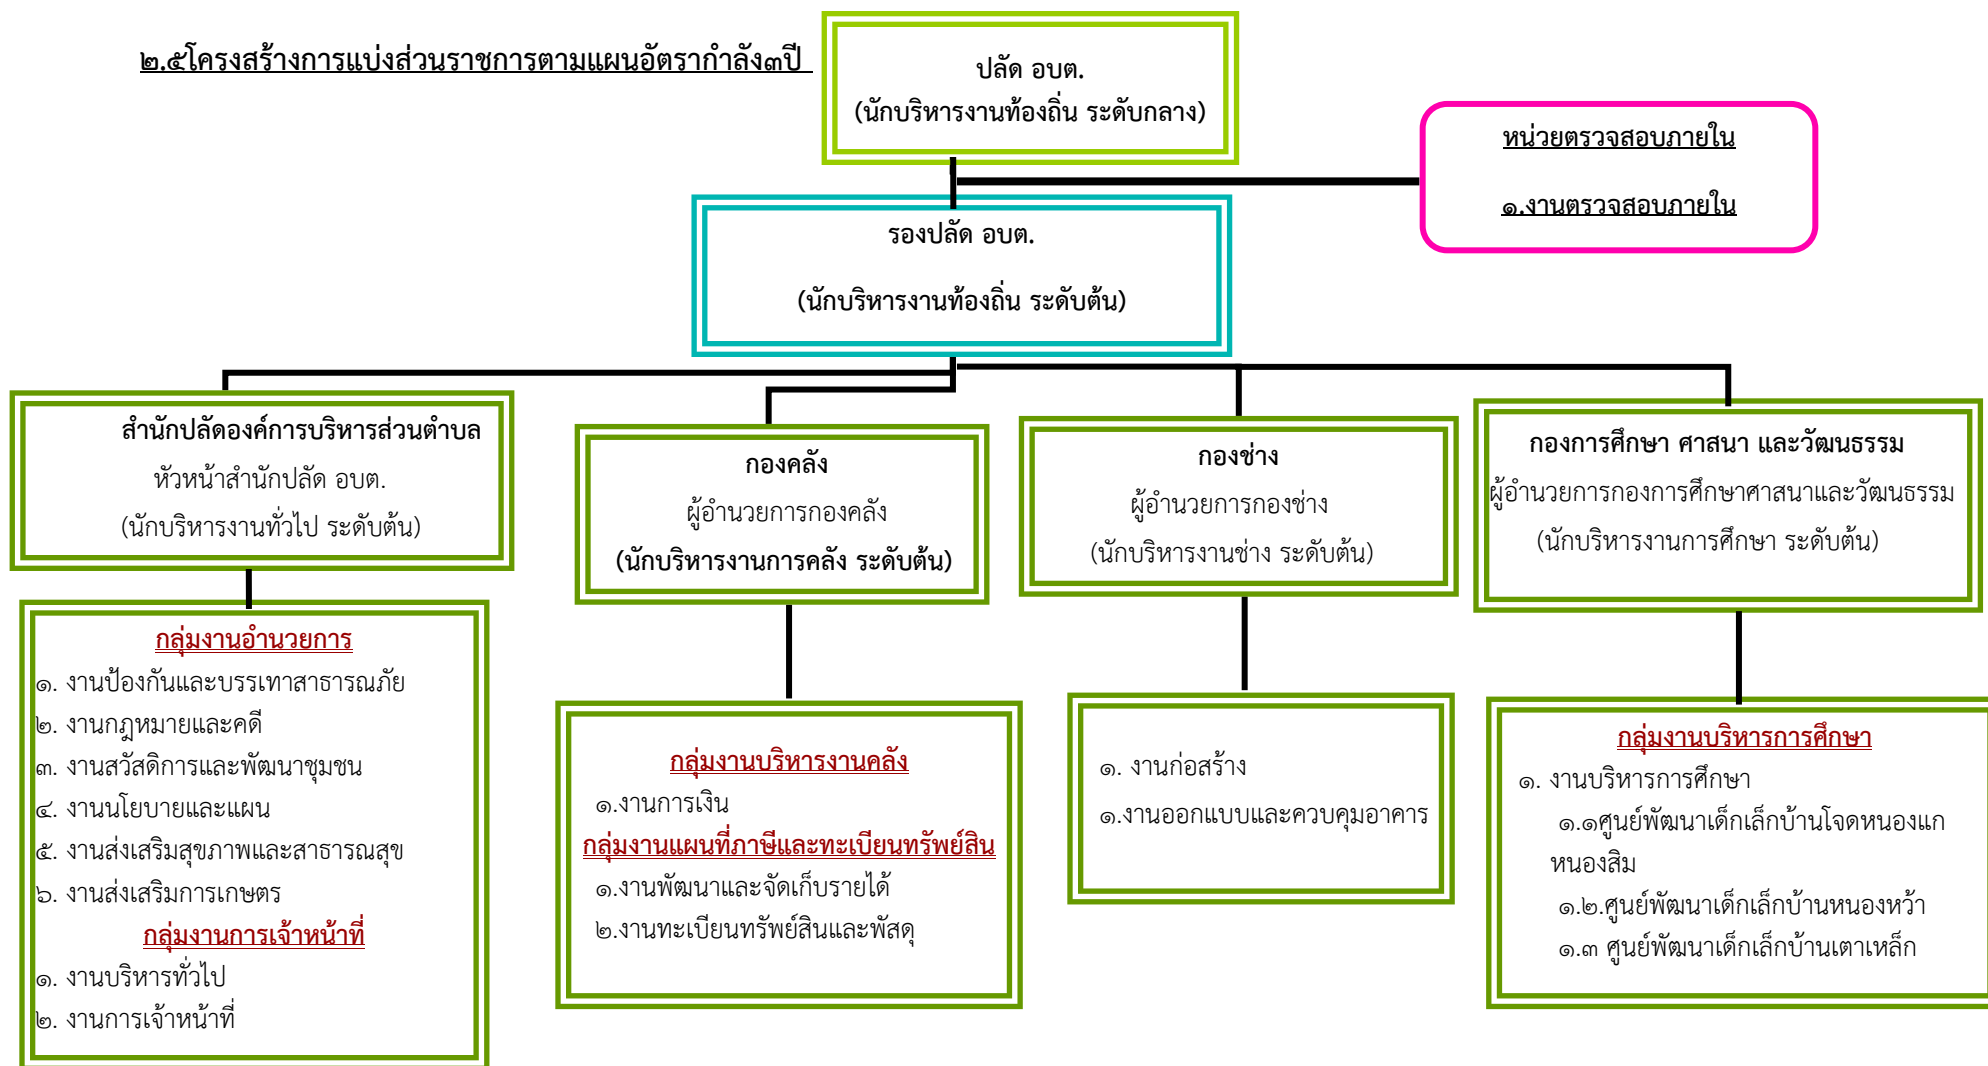 ๒.๕โครงสร้างการแบ่งส่วนราชการตามแผนอัตรากำลัง๓ปี
ปลัด อบต.
(นักบริหารงานท้องถิ่น ระดับกลาง)
หน่วยตรวจสอบภายใน
๑.งานตรวจสอบภายใน
รองปลัด อบต.
(นักบริหารงานท้องถิ่น ระดับต้น)
สำนักปลัดองค์การบริหารส่วนตำบล
หัวหน้าสำนักปลัด อบต.
(นักบริหารงานทั่วไป ระดับต้น)
กองคลัง
ผู้อำนวยการกองคลัง
(นักบริหารงานการคลัง ระดับต้น)
กองช่าง
ผู้อำนวยการกองช่าง
(นักบริหารงานช่าง ระดับต้น)
กองการศึกษา ศาสนา และวัฒนธรรม
ผู้อำนวยการกองการศึกษาศาสนาและวัฒนธรรม
(นักบริหารงานการศึกษา ระดับต้น)
กลุ่มงานอำนวยการ
๑. งานป้องกันและบรรเทาสาธารณภัย
๒. งานกฎหมายและคดี
๓. งานสวัสดิการและพัฒนาชุมชน
๔. งานนโยบายและแผน
๕. งานส่งเสริมสุขภาพและสาธารณสุข
๖. งานส่งเสริมการเกษตร
กลุ่มงานการเจ้าหน้าที่
๑. งานบริหารทั่วไป
๒. งานการเจ้าหน้าที่
กลุ่มงานบริหารงานคลัง
๑.งานการเงิน
กลุ่มงานแผนที่ภาษีและทะเบียนทรัพย์สิน
๑.งานพัฒนาและจัดเก็บรายได้
๒.งานทะเบียนทรัพย์สินและพัสดุ
๑. งานก่อสร้าง
๑.งานออกแบบและควบคุมอาคาร
กลุ่มงานบริหารการศึกษา
๑. งานบริหารการศึกษา
๑.๑ศูนย์พัฒนาเด็กเล็กบ้านโจดหนองแก
หนองสิม
๑.๒.ศูนย์พัฒนาเด็กเล็กบ้านหนองหว้า
๑.๓ ศูนย์พัฒนาเด็กเล็กบ้านเตาเหล็ก